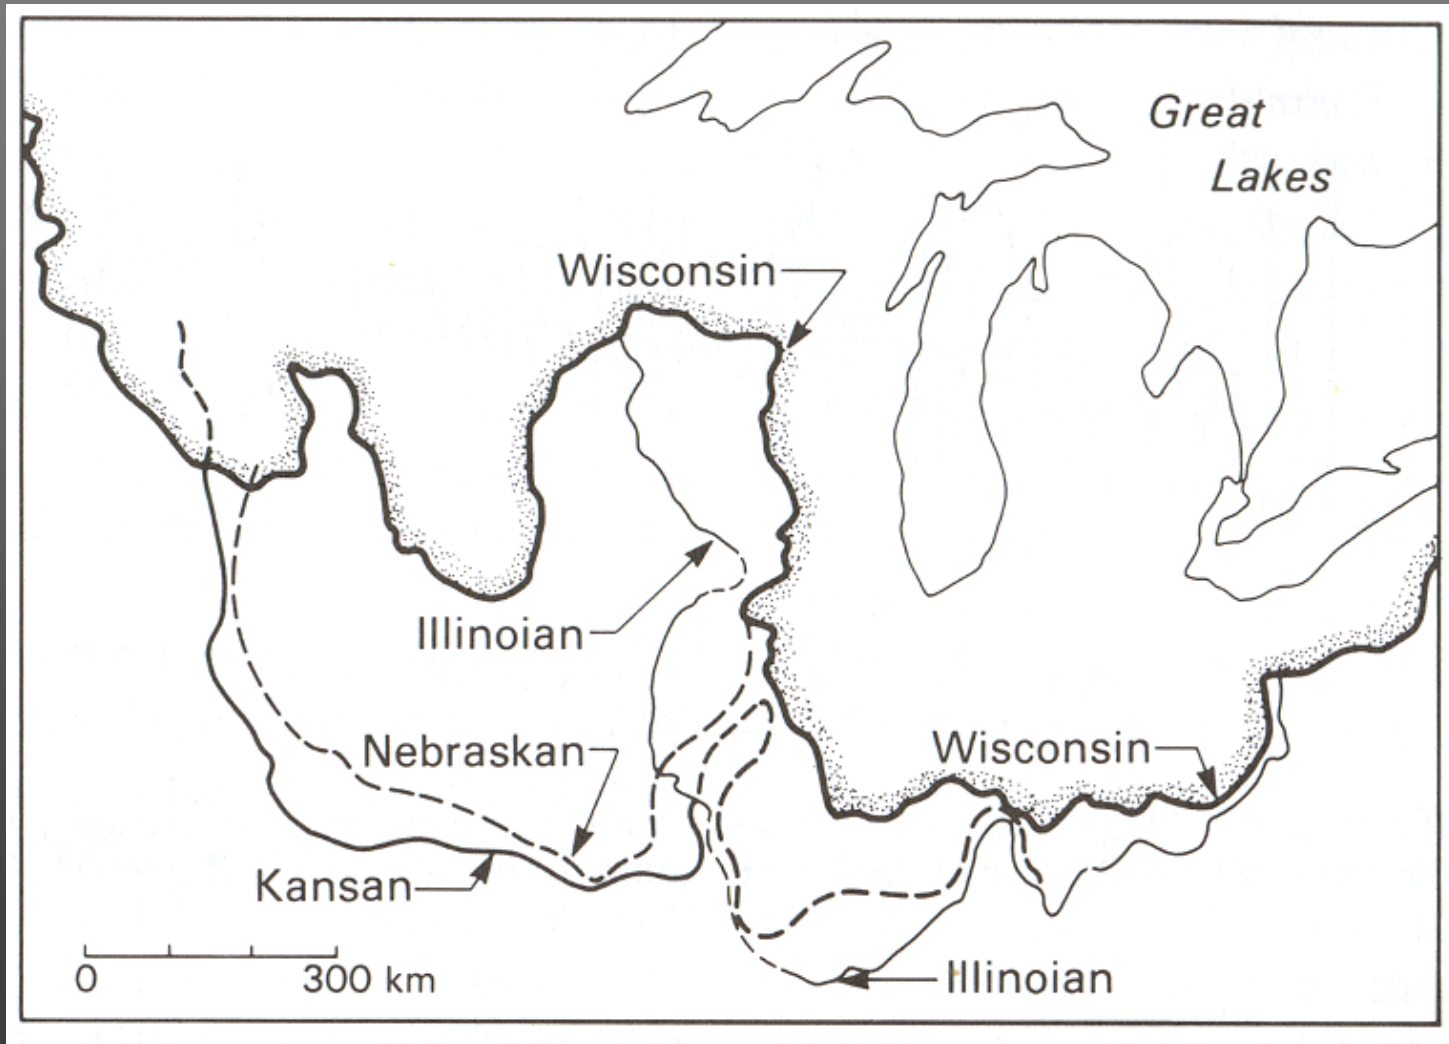 Great
Lakes
Wisconsin
Illinoian
Nebraskan
Wisconsin
Kansan
Illinoian
0 300 km